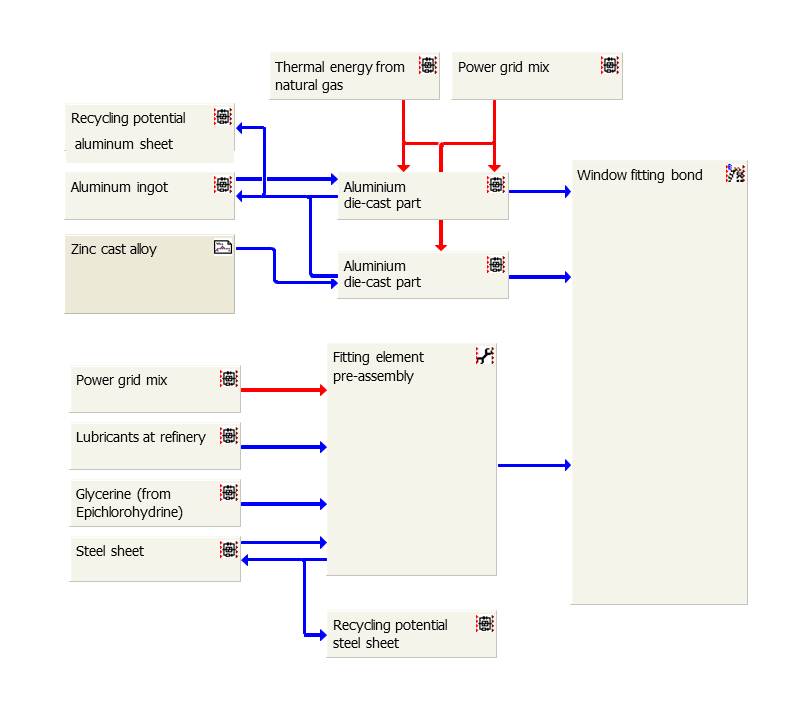 Thermal energy from
natural gas
Power grid mix
Recycling potential
aluminum sheet
Aluminum ingot
Aluminium
die-cast part
Window fitting bond
Zinc cast alloy
Aluminium
die-cast part
Fitting element
pre-assembly
Power grid mix
Lubricants at refinery
Glycerine (from
Epichlorohydrine)
Steel sheet
Recycling potential
steel sheet